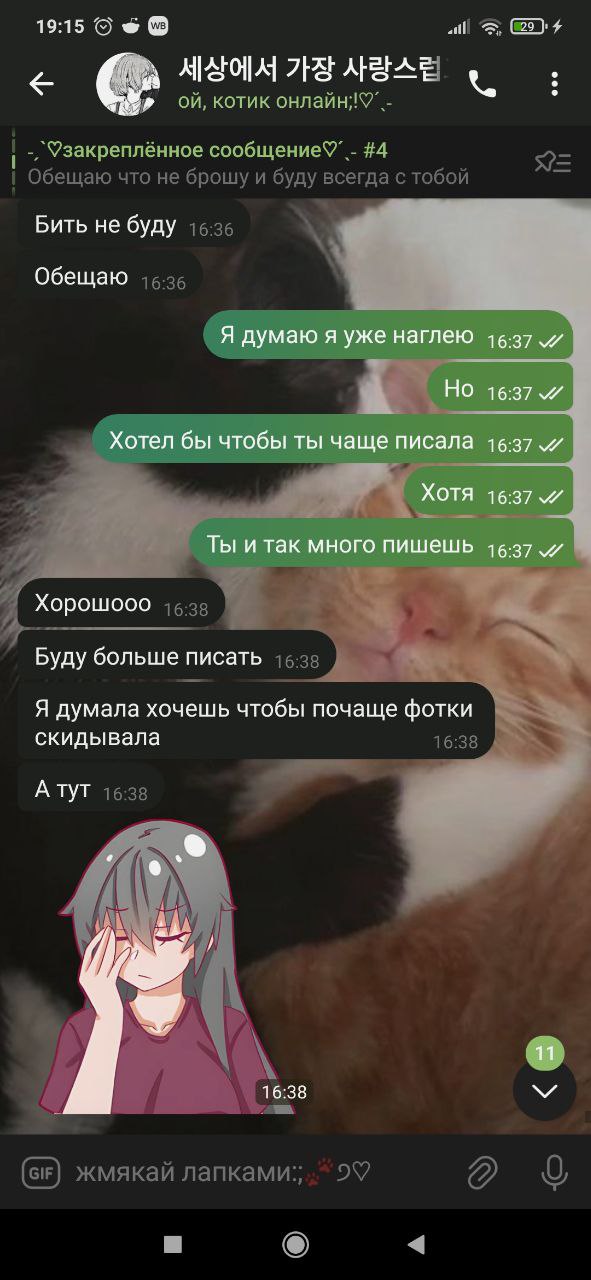 19:15 WB 29
세상에서 가장 사랑스럽
ой, котик онлайн;!♡´ˎ-
-ˏˋ♡закреплённое сообщение♡´ˎ- #4
Обещаю что не брошу и буду всегда с тобой
Бить не буду 16:36
Обещаю 16:36
Я думаю я уже наглею 16:37
Но 16:37
Хотел бы чтобы ты чаще писала 16:37
Хотя 16:37
Ты и так много пишешь 16:37
Хорошооо 16:38
Буду больше писать 16:38
Я думала хочешь чтобы почаще фотки
скидывала 16:38
А тут 16:38
16:38
11
GIF жмякай лапками:;🐾੭♡